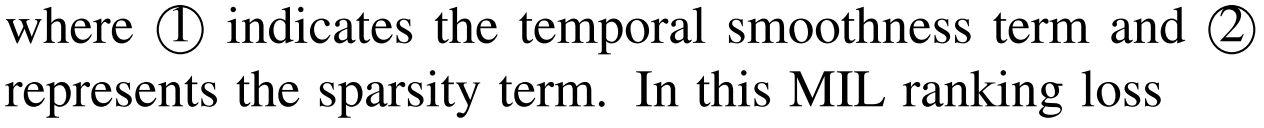 where ① indicates the temporal smoothness term and ②
represents the sparsity term. In this MIL ranking loss